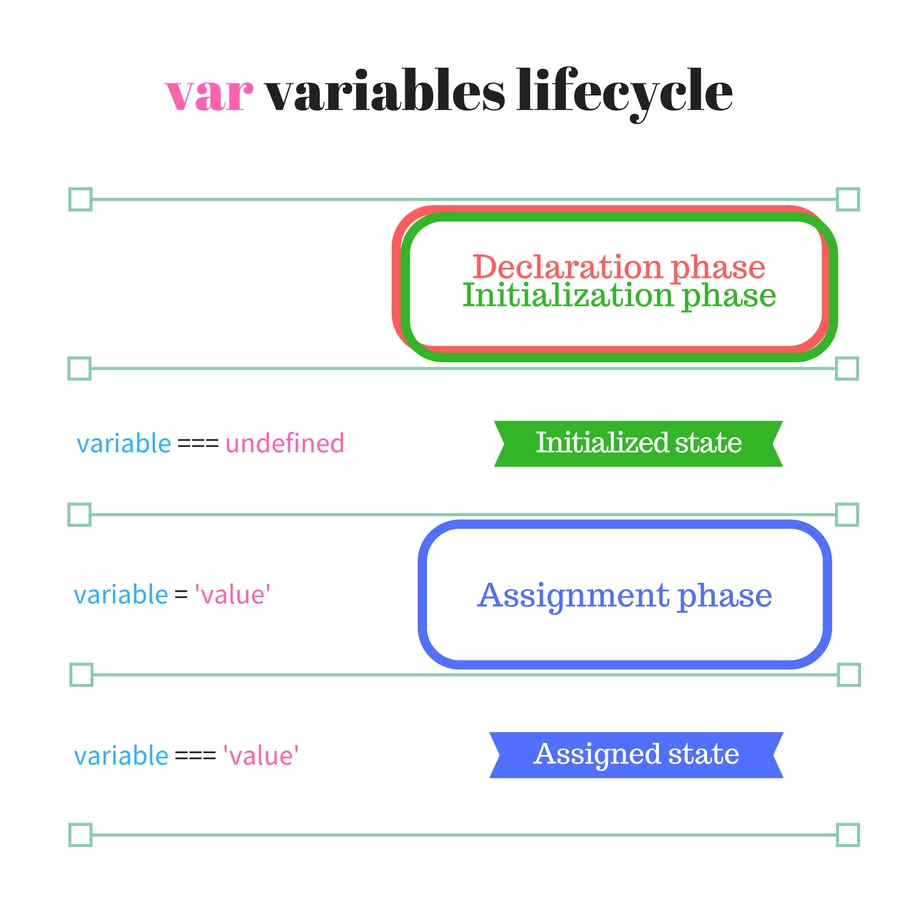 var variables lifecycle
Declaration phase
Initialization phase
variable === undefined
Initialized state
variable = 'value'
Assignment phase
variable === 'value'
Assigned state